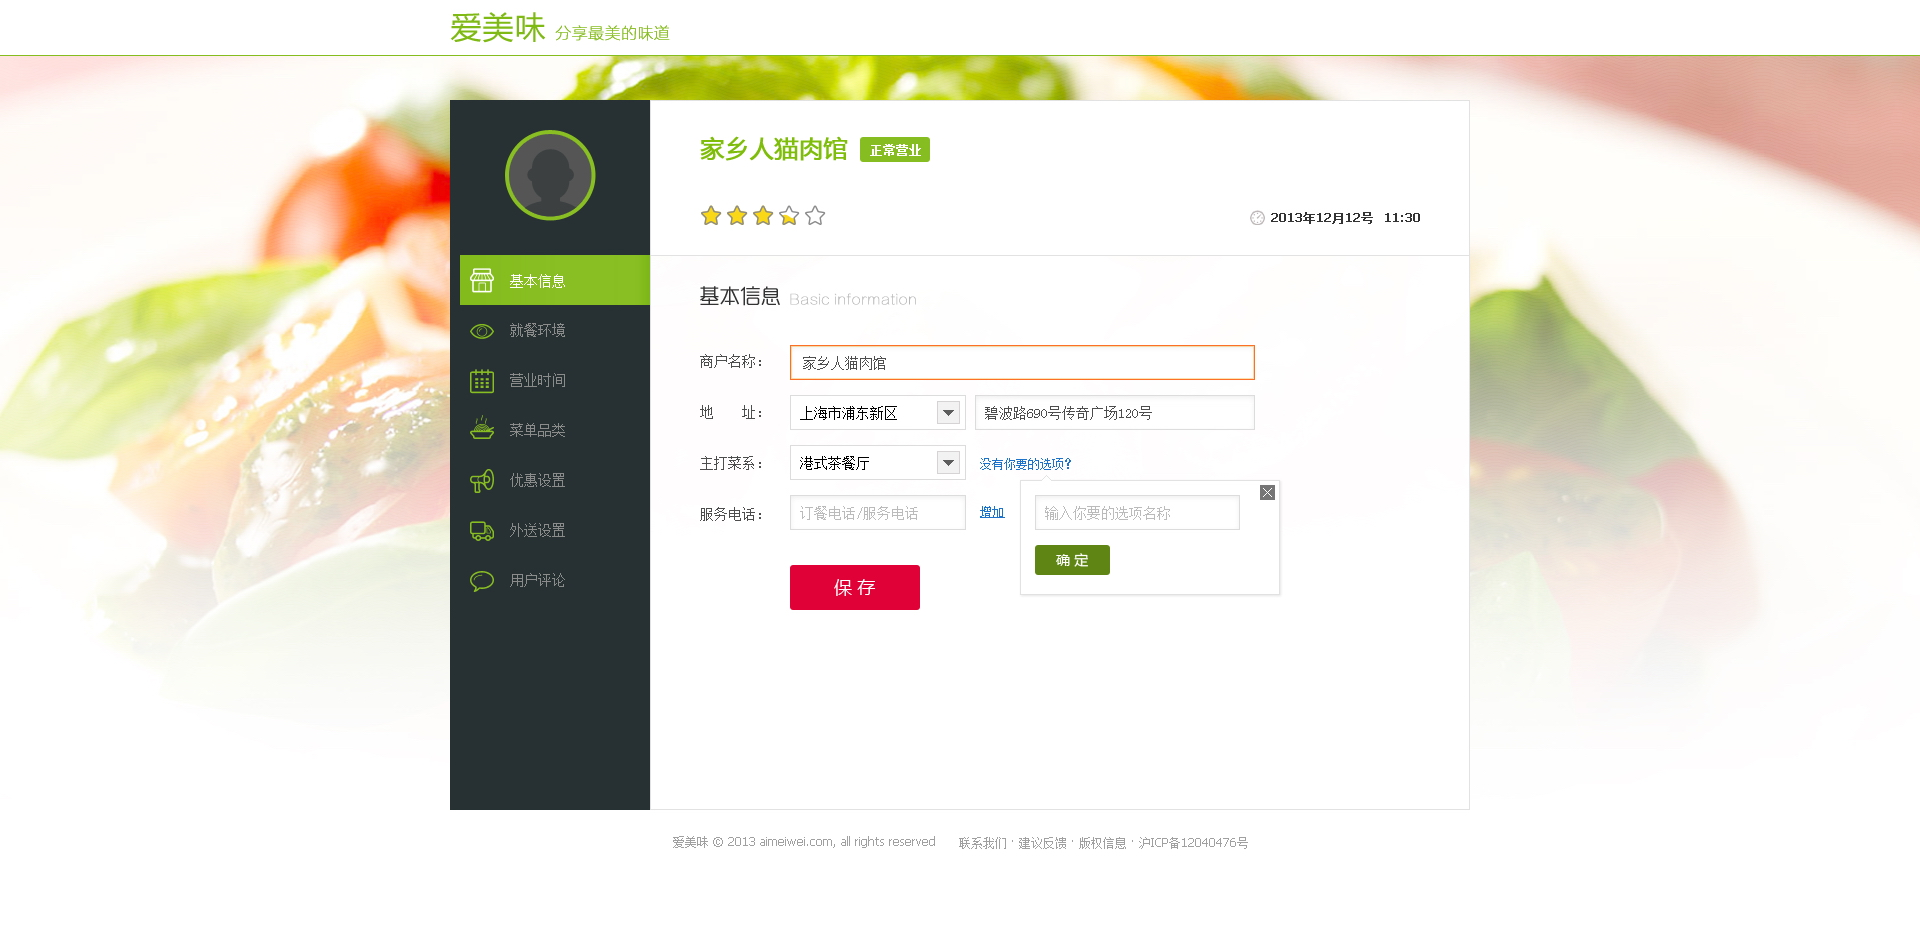 爱美味 分享最美的味道
家乡人猫肉馆 正常营业
2013年12月12号 11:30
基本信息
就餐环境
营业时间
菜单品类
优惠设置
外送设置
用户评论
基本信息 Basic information
商户名称： 家乡人猫肉馆
地 址： 上海市浦东新区 碧波路690号传奇广场120号
主打菜系： 港式茶餐厅 没有你要的选项?
服务电话： 订餐电话/服务电话 增加
输入你要的选项名称
确 定
保 存
爱美味 © 2013 aimeiwei.com, all rights reserved 联系我们 · 建议反馈 · 版权信息 · 沪ICP备12040476号